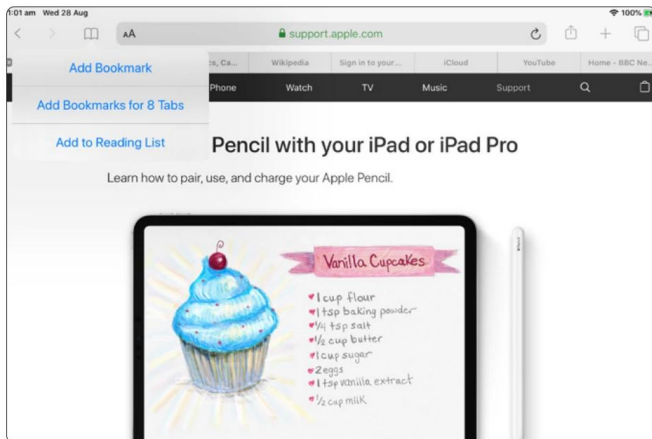 1:01 am Wed 28 Aug 100%
AA support.apple.com
Add Bookmark
Add Bookmarks for 8 Tabs
Add to Reading List
cs, Ca... Wikipedia Sign in to your... iCloud YouTube Home - BBC Ne...
Phone Watch TV Music Support
Pencil with your iPad or iPad Pro
Learn how to pair, use, and charge your Apple Pencil.
Vanilla Cupcakes
1 cup flour
1 tsp baking powder
1/4 tsp salt
1/2 cup butter
1 cup sugar
2 eggs
1 tsp vanilla extract
1/2 cup milk